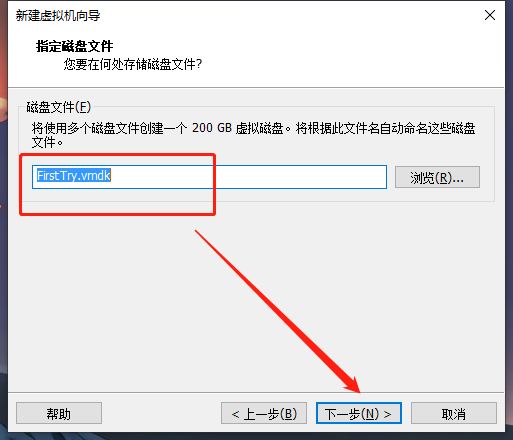 新建虚拟机向导
指定磁盘文件
您要在何处存储磁盘文件?
磁盘文件(F)
将使用多个磁盘文件创建一个 200 GB 虚拟磁盘。将根据此文件名自动命名这些磁盘
文件。
FirstTry.vmdk
浏览(R)...
帮助
< 上一步(B)
下一步(N) >
取消